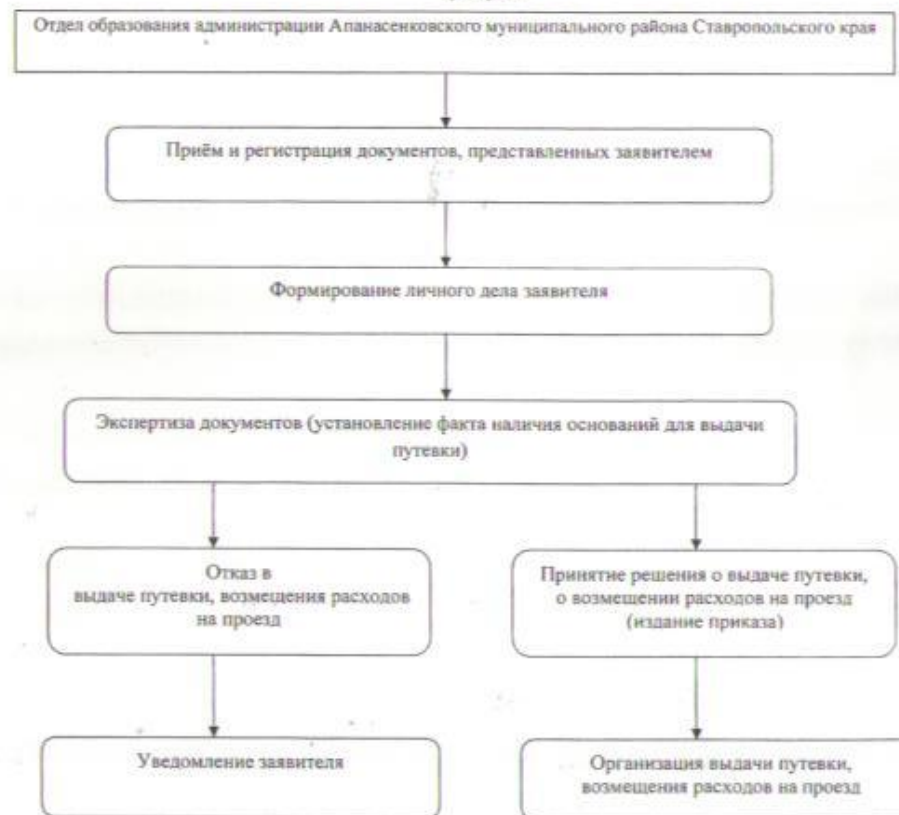 Отдел образования администрации Апанасенковского муниципального района Ставропольского края
Приём и регистрация документов, представленных заявителем
Формирование личного дела заявителя
Экспертиза документов (установление факта наличия оснований для выдачи
путевки)
Отказ в
выдаче путевки, возмещения расходов
на проезд
Принятие решения о выдаче путевки,
о возмещении расходов на проезд
(издание приказа)
Уведомление заявителя
Организация выдачи путевки,
возмещения расходов на проезд